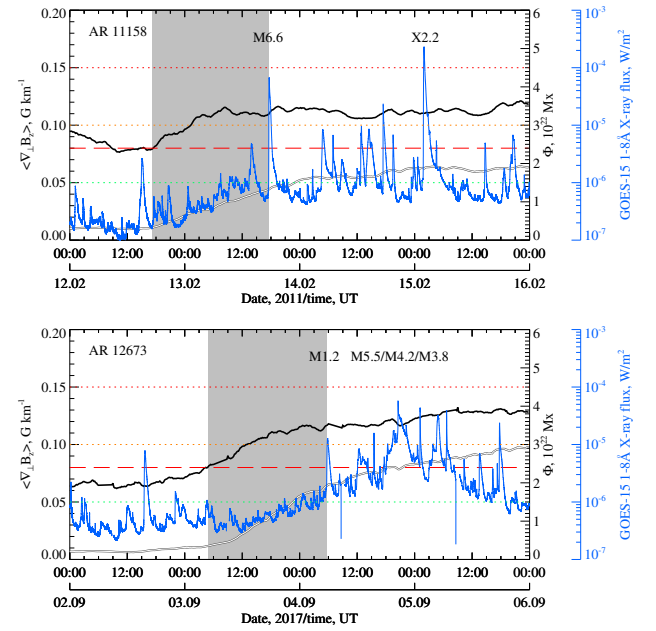 AR 11158
M6.6
X2.2
<∇⊥Bz>, G km⁻¹
0.20
0.15
0.10
0.05
0.00
6
5
4
3
2
1
0
Φ, 10²² Mx
10⁻³
10⁻⁴
10⁻⁵
10⁻⁶
10⁻⁷
GOES-15 1-8Å X-ray flux, W/m²
00:00 12:00 00:00 12:00 00:00 12:00 00:00 12:00 00:00
12.02 13.02 14.02 15.02 16.02
Date, 2011/time, UT
AR 12673
M1.2 M5.5/M4.2/M3.8
<∇⊥Bz>, G km⁻¹
0.20
0.15
0.10
0.05
0.00
6
5
4
3
2
1
0
Φ, 10²² Mx
10⁻³
10⁻⁴
10⁻⁵
10⁻⁶
10⁻⁷
GOES-15 1-8Å X-ray flux, W/m²
00:00 12:00 00:00 12:00 00:00 12:00 00:00 12:00 00:00
02.09 03.09 04.09 05.09 06.09
Date, 2017/time, UT